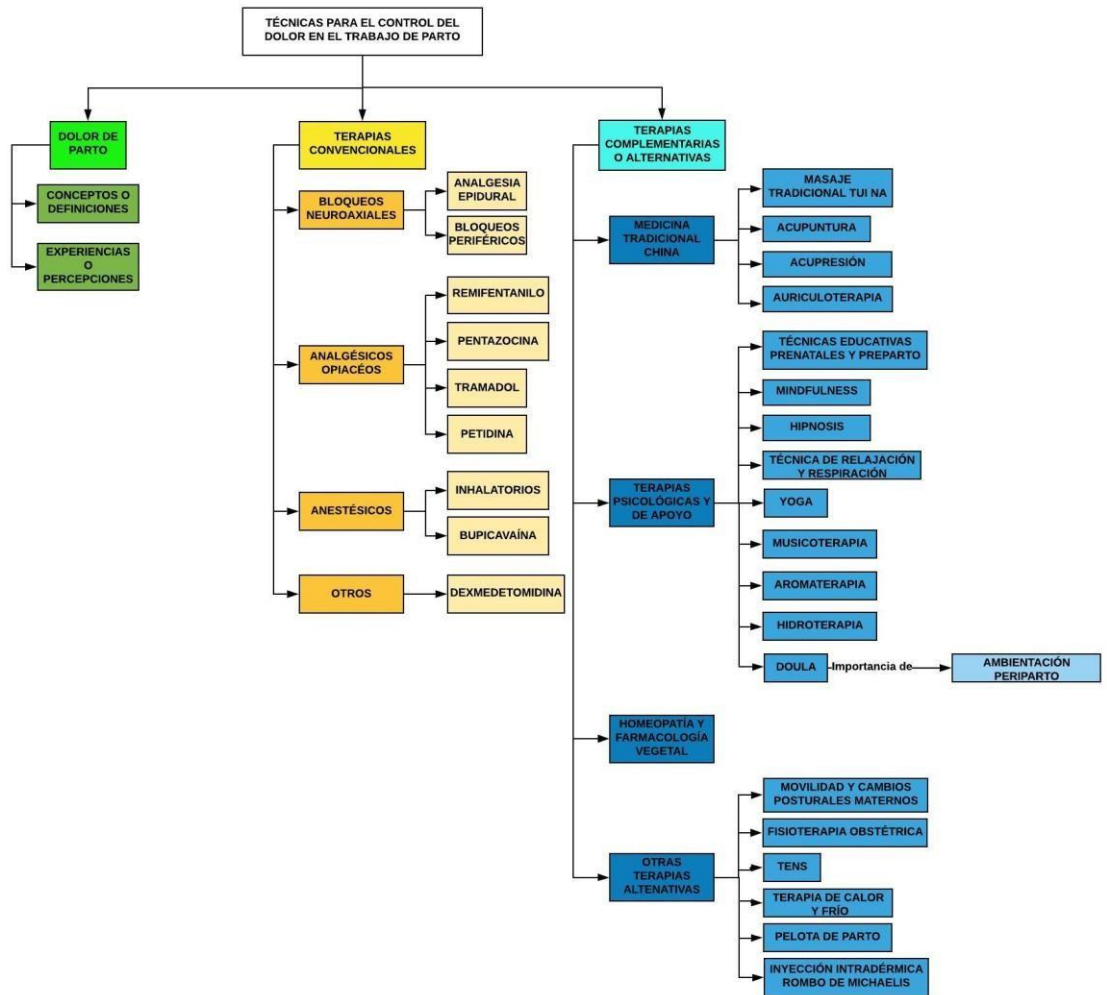 TÉCNICAS PARA EL CONTROL DEL
DOLOR EN EL TRABAJO DE PARTO
DOLOR DE
PARTO
CONCEPTOS O
DEFINICIONES
EXPERIENCIAS
O
PERCEPCIONES
TERAPIAS
CONVENCIONALES
BLOQUEOS
NEUROAXIALES
ANALGESIA
EPIDURAL
BLOQUEOS
PERIFÉRICOS
ANALGÉSICOS
OPIACÉOS
REMIFENTANILO
PENTAZOCINA
TRAMADOL
PETIDINA
ANESTÉSICOS
INHALATORIOS
BUPICAVAÍNA
OTROS
DEXMEDETOMIDINA
TERAPIAS
COMPLEMENTARIAS
O ALTERNATIVAS
MEDICINA
TRADICIONAL
CHINA
MASAJE
TRADICIONAL TUI NA
ACUPUNTURA
ACUPRESIÓN
AURICULOTERAPIA
TERAPIAS
PSICOLÓGICAS Y
DE APOYO
TÉCNICAS EDUCATIVAS
PRENATALES Y PREPARTO
MINDFULNESS
HIPNOSIS
TÉCNICA DE RELAJACIÓN
Y RESPIRACIÓN
YOGA
MUSICOTERAPIA
AROMATERAPIA
HIDROTERAPIA
DOULA
Importancia de
AMBIENTACIÓN
PERIPARTO
HOMEOPATÍA Y
FARMACOLOGÍA
VEGETAL
OTRAS
TERAPIAS
ALTENATIVAS
MOVILIDAD Y CAMBIOS
POSTURALES MATERNOS
FISIOTERAPIA OBSTÉTRICA
TENS
TERAPIA DE CALOR
Y FRÍO
PELOTA DE PARTO
INYECCIÓN INTRADÉRMICA
ROMBO DE MICHAELIS